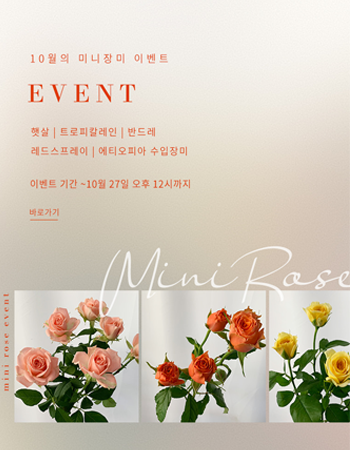 10월의 미니장미 이벤트
EVENT
햇살 | 트로피칼레인 | 반드레
레드스프레이 | 에티오피아 수입장미
이벤트 기간 ~10월 27일 오후 12시까지
바로가기
Mini Rose
mini rose event